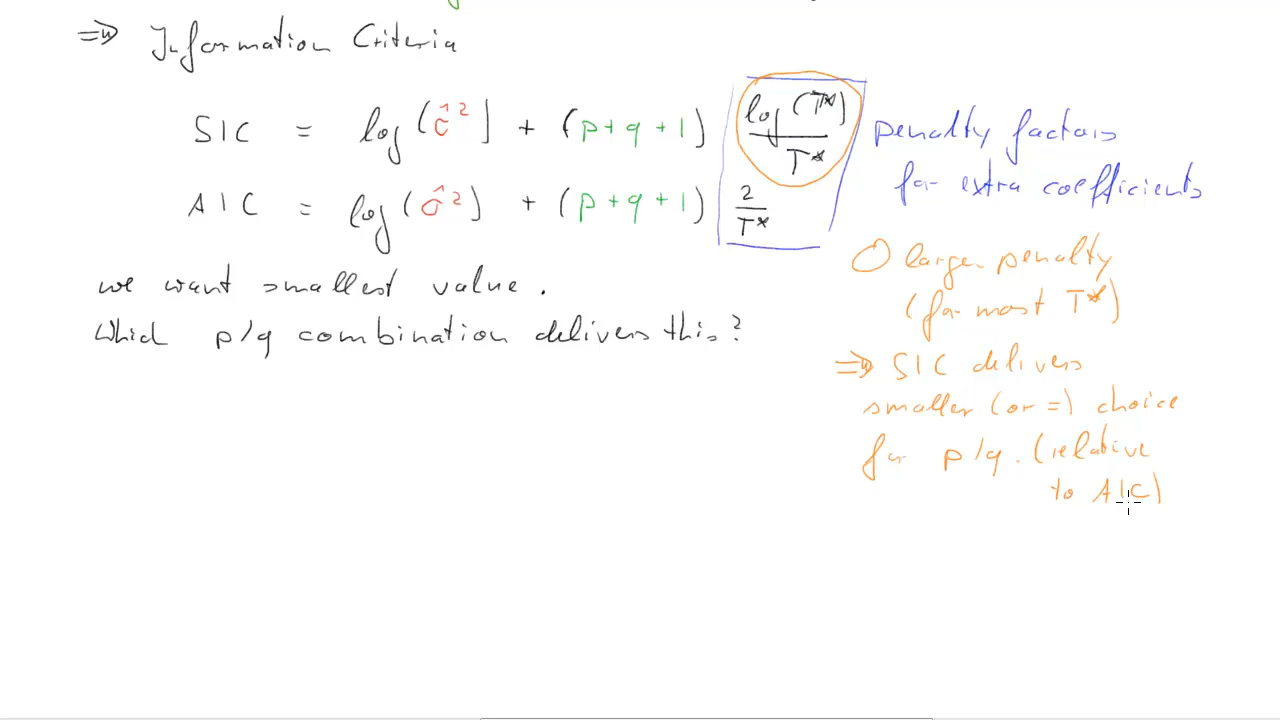 ⇒ Information Criteria
SIC = log(σ̂²) + (p+q+1) log(T*)/T*
AIC = log(σ̂²) + (p+q+1) 2/T*
penalty factors
for extra coefficients
we want smallest value.
Which p/q combination delivers this?
larger penalty
(for most T*)
⇒ SIC delivers
smaller (or =) choice
for p/q. (relative
to AIC)